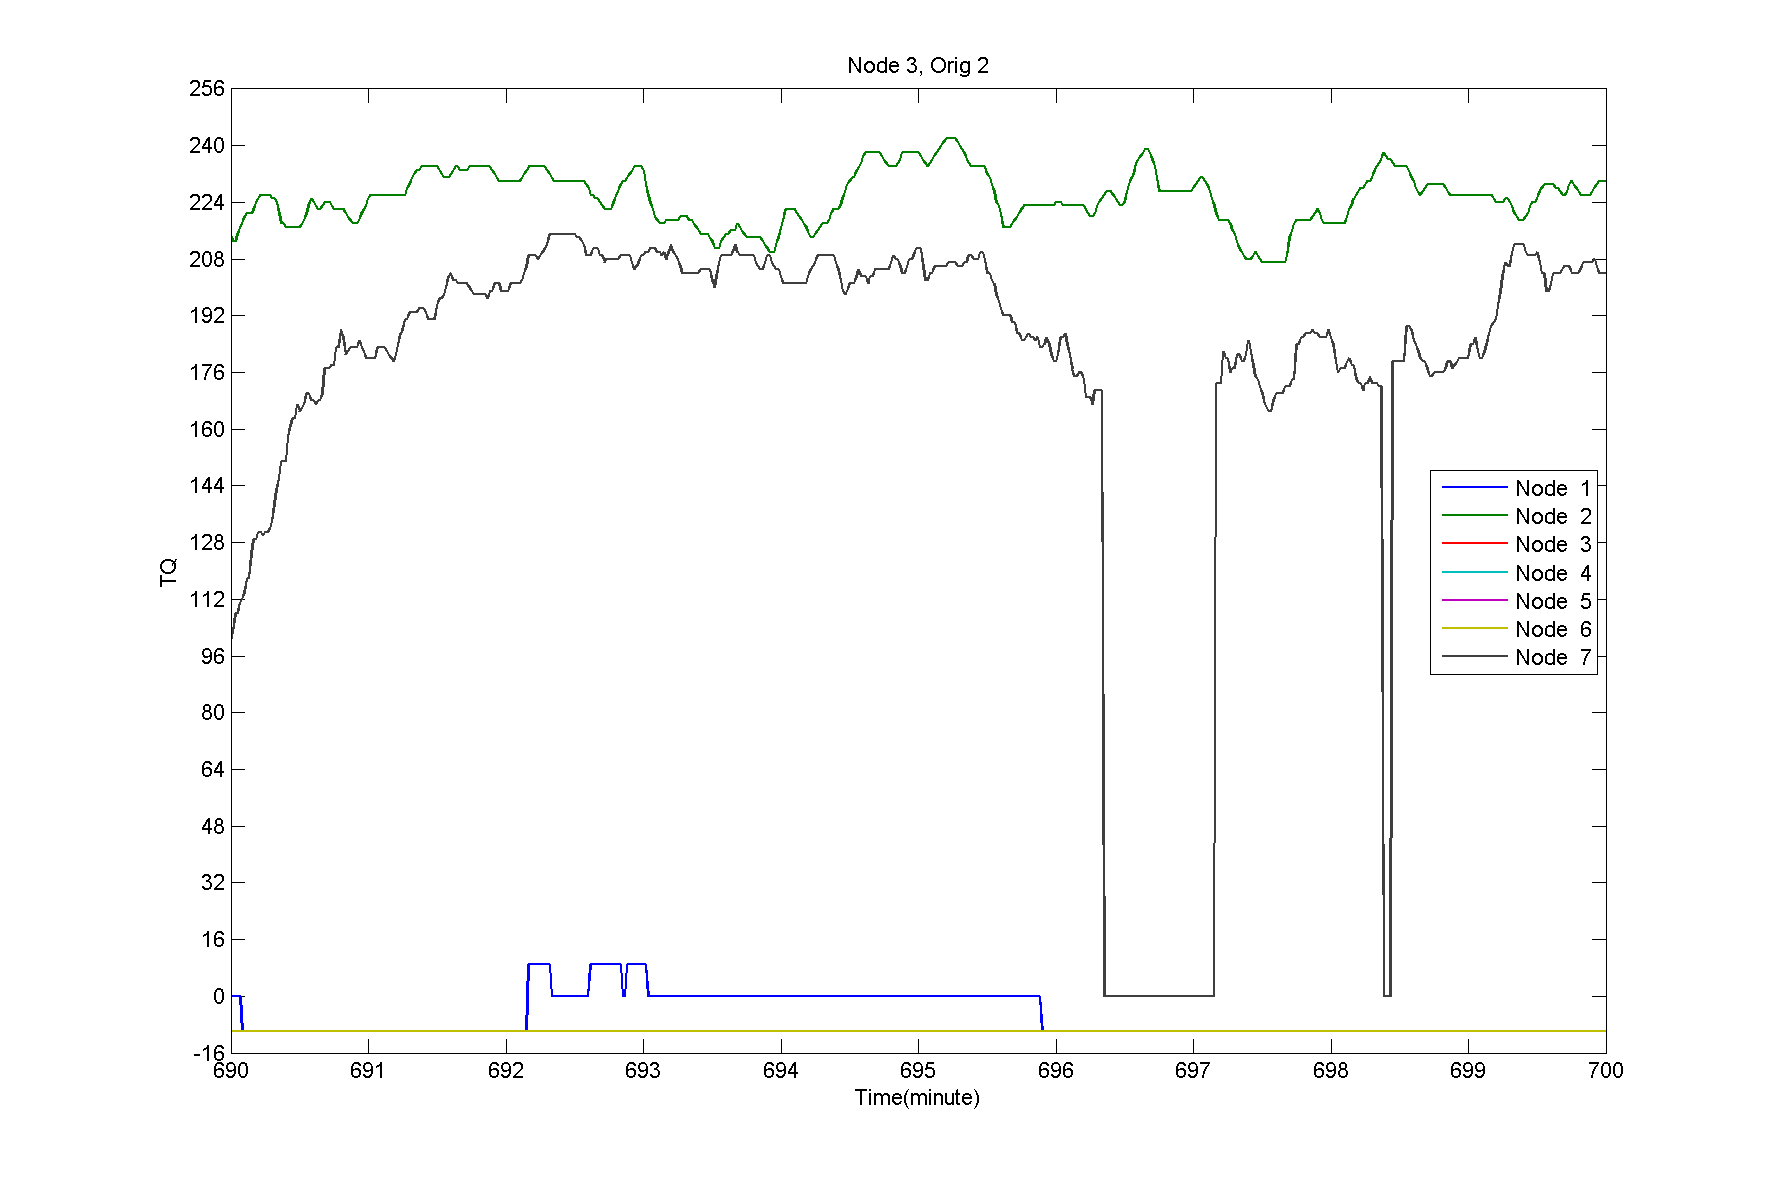 Node 3, Orig 2
256
240
224
208
192
176
160
144
128
112
96
80
64
48
32
16
0
-16
TQ
Node 1
Node 2
Node 3
Node 4
Node 5
Node 6
Node 7
690 691 692 693 694 695 696 697 698 699 700
Time(minute)